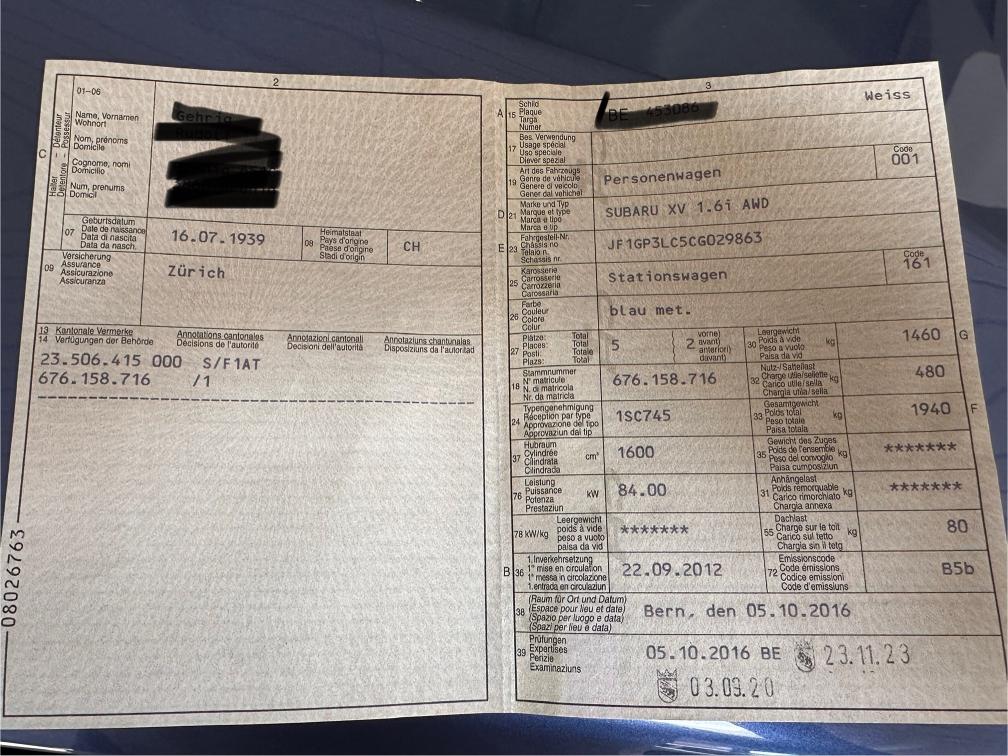 2
01-06
Name, Vornamen
Wohnort
Nom, prénoms
Domicile
Cognome, nomi
Domicilio
Num, prenums
Domicil
C
Halter – Détenteur
Detentore – Possessur
07
Geburtsdatum
Date de naissance
Data di nascita
Data da nasch.
16.07.1939
08
Heimatstaat
Pays d'origine
Paese d'origine
Stadi d'origin
CH
09
Versicherung
Assurance
Assicurazione
Assicuranza
Zürich
13 Kantonale Vermerke Annotations cantonales Annotazioni cantonali Annotaziuns chantunalas
14 Verfügungen der Behörde Décisions de l'autorité Decisioni dell'autorità Disposiziuns da l'autoritad
23.506.415 000 S/F1AT
676.158.716 /1
08026763
3
A 15
Schild
Plaque
Targa
Numer
Weiss
17
Bes. Verwendung
Usage spécial
Uso speciale
Diever spezial
19
Art des Fahrzeugs
Genre de véhicule
Genere di veicolo
Gener dal vehichel
Personenwagen
Code
001
D 21
Marke und Typ
Marque et type
Marca e tipo
Marca e tip
SUBARU XV 1.6i AWD
E 23
Fahrgestell-Nr.
Châssis no
Telaio n.
Schassis nr.
JF1GP3LC5CG029863
25
Karosserie
Carrosserie
Carrozzeria
Carossaria
Stationswagen
Code
161
26
Farbe
Couleur
Colore
Colur
blau met.
27
Plätze: Total
Places: Total
Posti: Totale
Plazs: Total
5
2
vorne)
avant)
anteriori)
davant)
30
Leergewicht
Poids à vide
Peso a vuoto
Paisa da vid
kg
1460
G
18
Stammnummer
N° matricule
N. di matricola
Nr. da matricla
676.158.716
32
Nutz-/Sattellast
Charge utile/sellette
Carico utile/sella
Chargia utila/sella
kg
480
24
Typengenehmigung
Réception par type
Approvazione del tipo
Approvaziun dal tip
1SC745
33
Gesamtgewicht
Poids total
Peso totale
Paisa totala
kg
1940
F
37
Hubraum
Cylindrée
Cilindrata
Cilindrada
cm³
1600
35
Gewicht des Zuges
Poids de l'ensemble
Peso del convoglio
Paisa cumposiziun
kg
*******
76
Leistung
Puissance
Potenza
Prestaziun
kW
84.00
31
Anhängelast
Poids remorquable
Carico rimorchiato
Chargia annexa
kg
*******
78 kW/kg
Leergewicht
poids à vide
peso a vuoto
paisa da vid
*******
55
Dachlast
Charge sur le toit
Carico sul tetto
Chargia sin il tetg
kg
80
B 36
1.Inverkehrsetzung
1re mise en circulation
1a messa in circolazione
1.entrada en circulaziun
22.09.2012
72
Emissionscode
Code émissions
Codice emissioni
Code d'emissiuns
B5b
38
(Raum für Ort und Datum)
(Espace pour lieu et date)
(Spazio per luogo e data)
(Spazi per lieu e data)
Bern, den 05.10.2016
39
Prüfungen
Expertises
Perizie
Examinaziuns
05.10.2016 BE 23.11.23
03.09.20